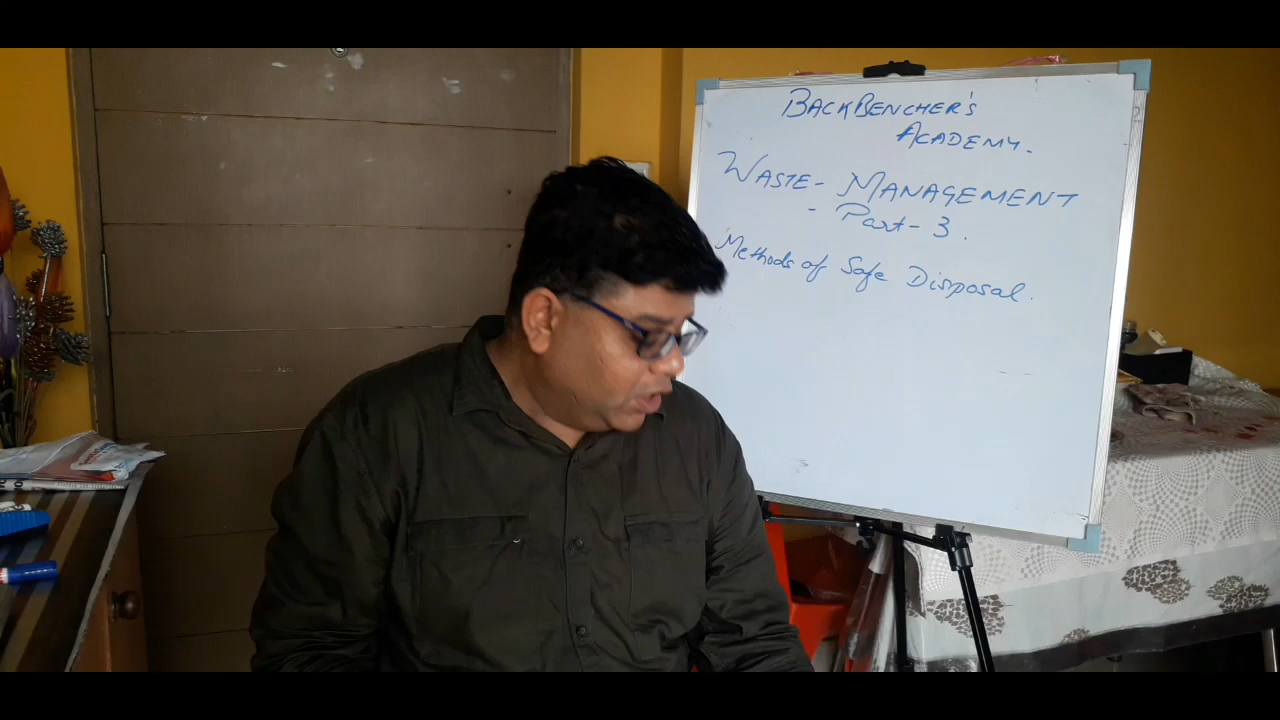 BACKBENCHER'S
ACADEMY.
WASTE- MANAGEMENT
- Part - 3.
Methods of Safe Disposal.